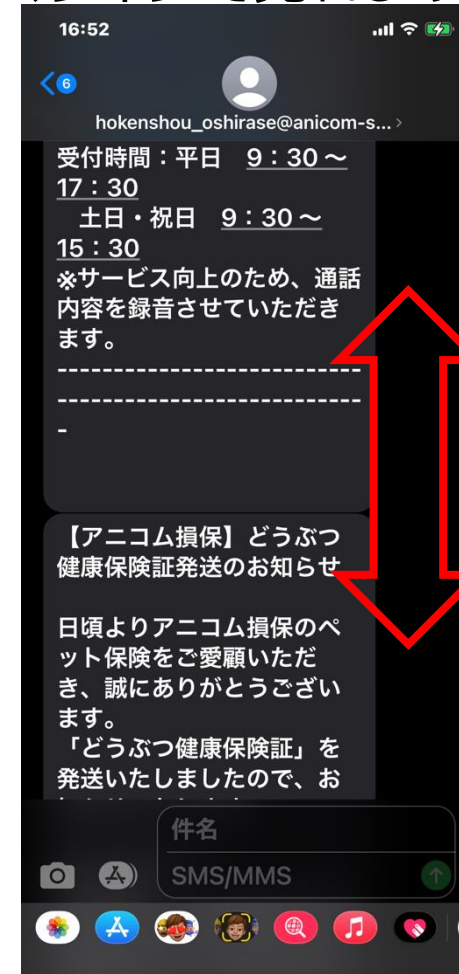 16:52
6
hokenshou_oshirase@anicom-s...
受付時間：平日　9：30～
17：30
　土日・祝日　9：30～
15：30
※サービス向上のため、通話
内容を録音させていただき
ます。
---------------------------
---------------------------
-
【アニコム損保】どうぶつ
健康保険証発送のお知らせ
日頃よりアニコム損保のペ
ット保険をご愛顧いただ
き、誠にありがとうござい
ます。
「どうぶつ健康保険証」を
発送いたしましたので、お
件名
SMS/MMS